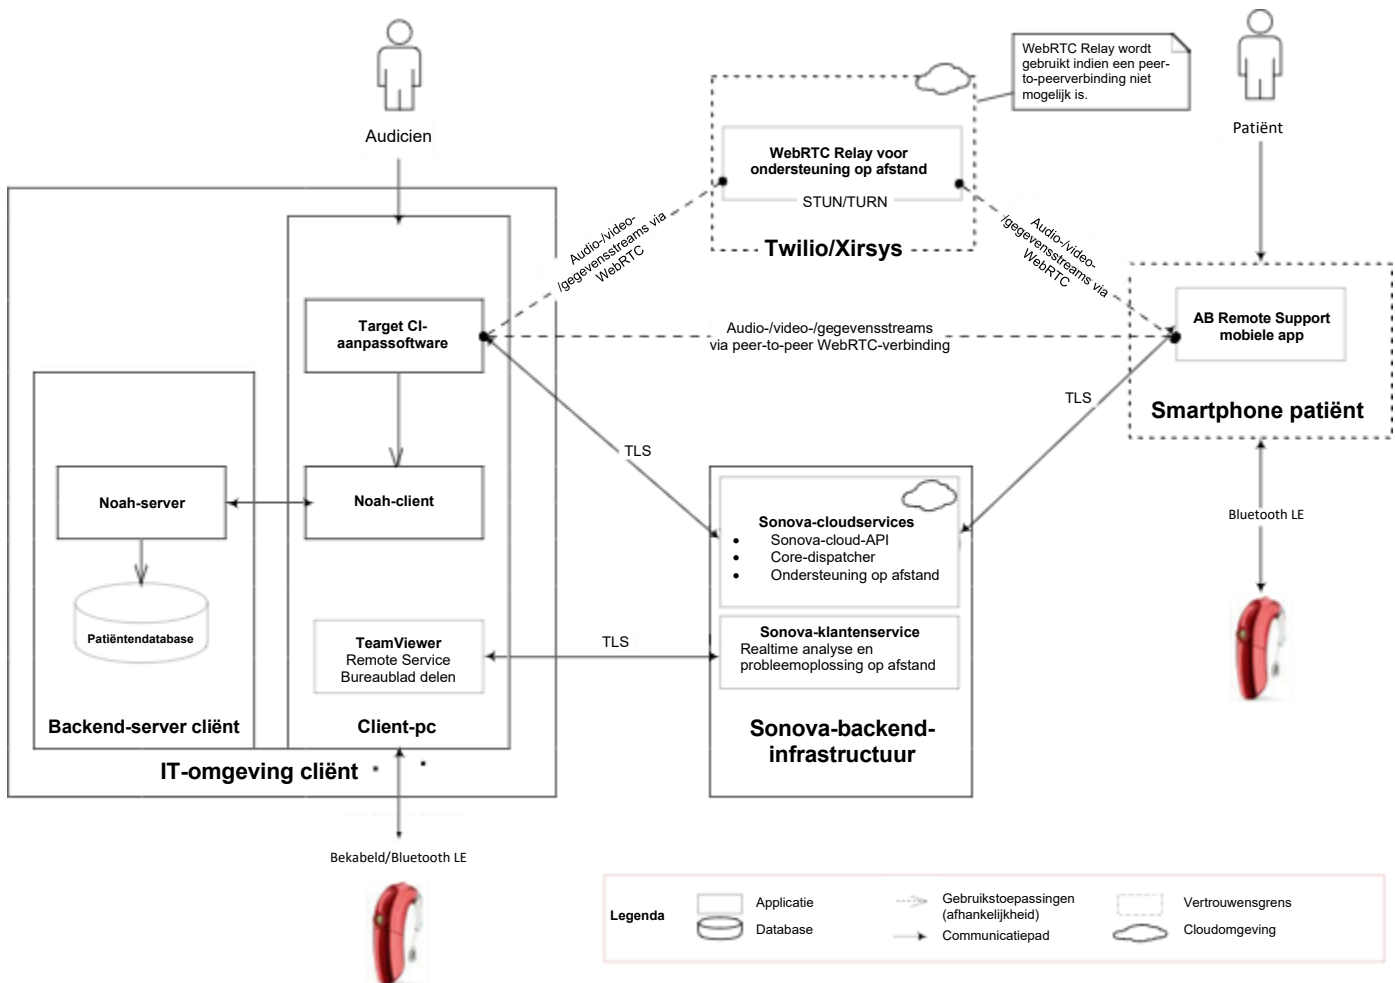 WebRTC Relay wordt
gebruikt indien een peer-
to-peerverbinding niet
mogelijk is.
Audicien
Patiënt
WebRTC Relay voor
ondersteuning op afstand
STUN/TURN
Twilio/Xirsys
Audio-/video-
/gegevensstreams via
WebRTC
Audio-/video-
/gegevensstreams via
WebRTC
Target CI-
aanpassoftware
Audio-/video-/gegevensstreams
via peer-to-peer WebRTC-verbinding
AB Remote Support
mobiele app
Smartphone patiënt
TLS
TLS
Noah-server
Noah-client
Patiëntendatabase
Sonova-cloudservices
• Sonova-cloud-API
• Core-dispatcher
• Ondersteuning op afstand
Bluetooth LE
TeamViewer
Remote Service
Bureaublad delen
TLS
Sonova-klantenservice
Realtime analyse en
probleemoplossing op afstand
Backend-server cliënt
Client-pc
Sonova-backend-
infrastructuur
IT-omgeving cliënt
Bekabeld/Bluetooth LE
Legenda
Applicatie
Database
Gebruikstoepassingen
(afhankelijkheid)
Communicatiepad
Vertrouwensgrens
Cloudomgeving